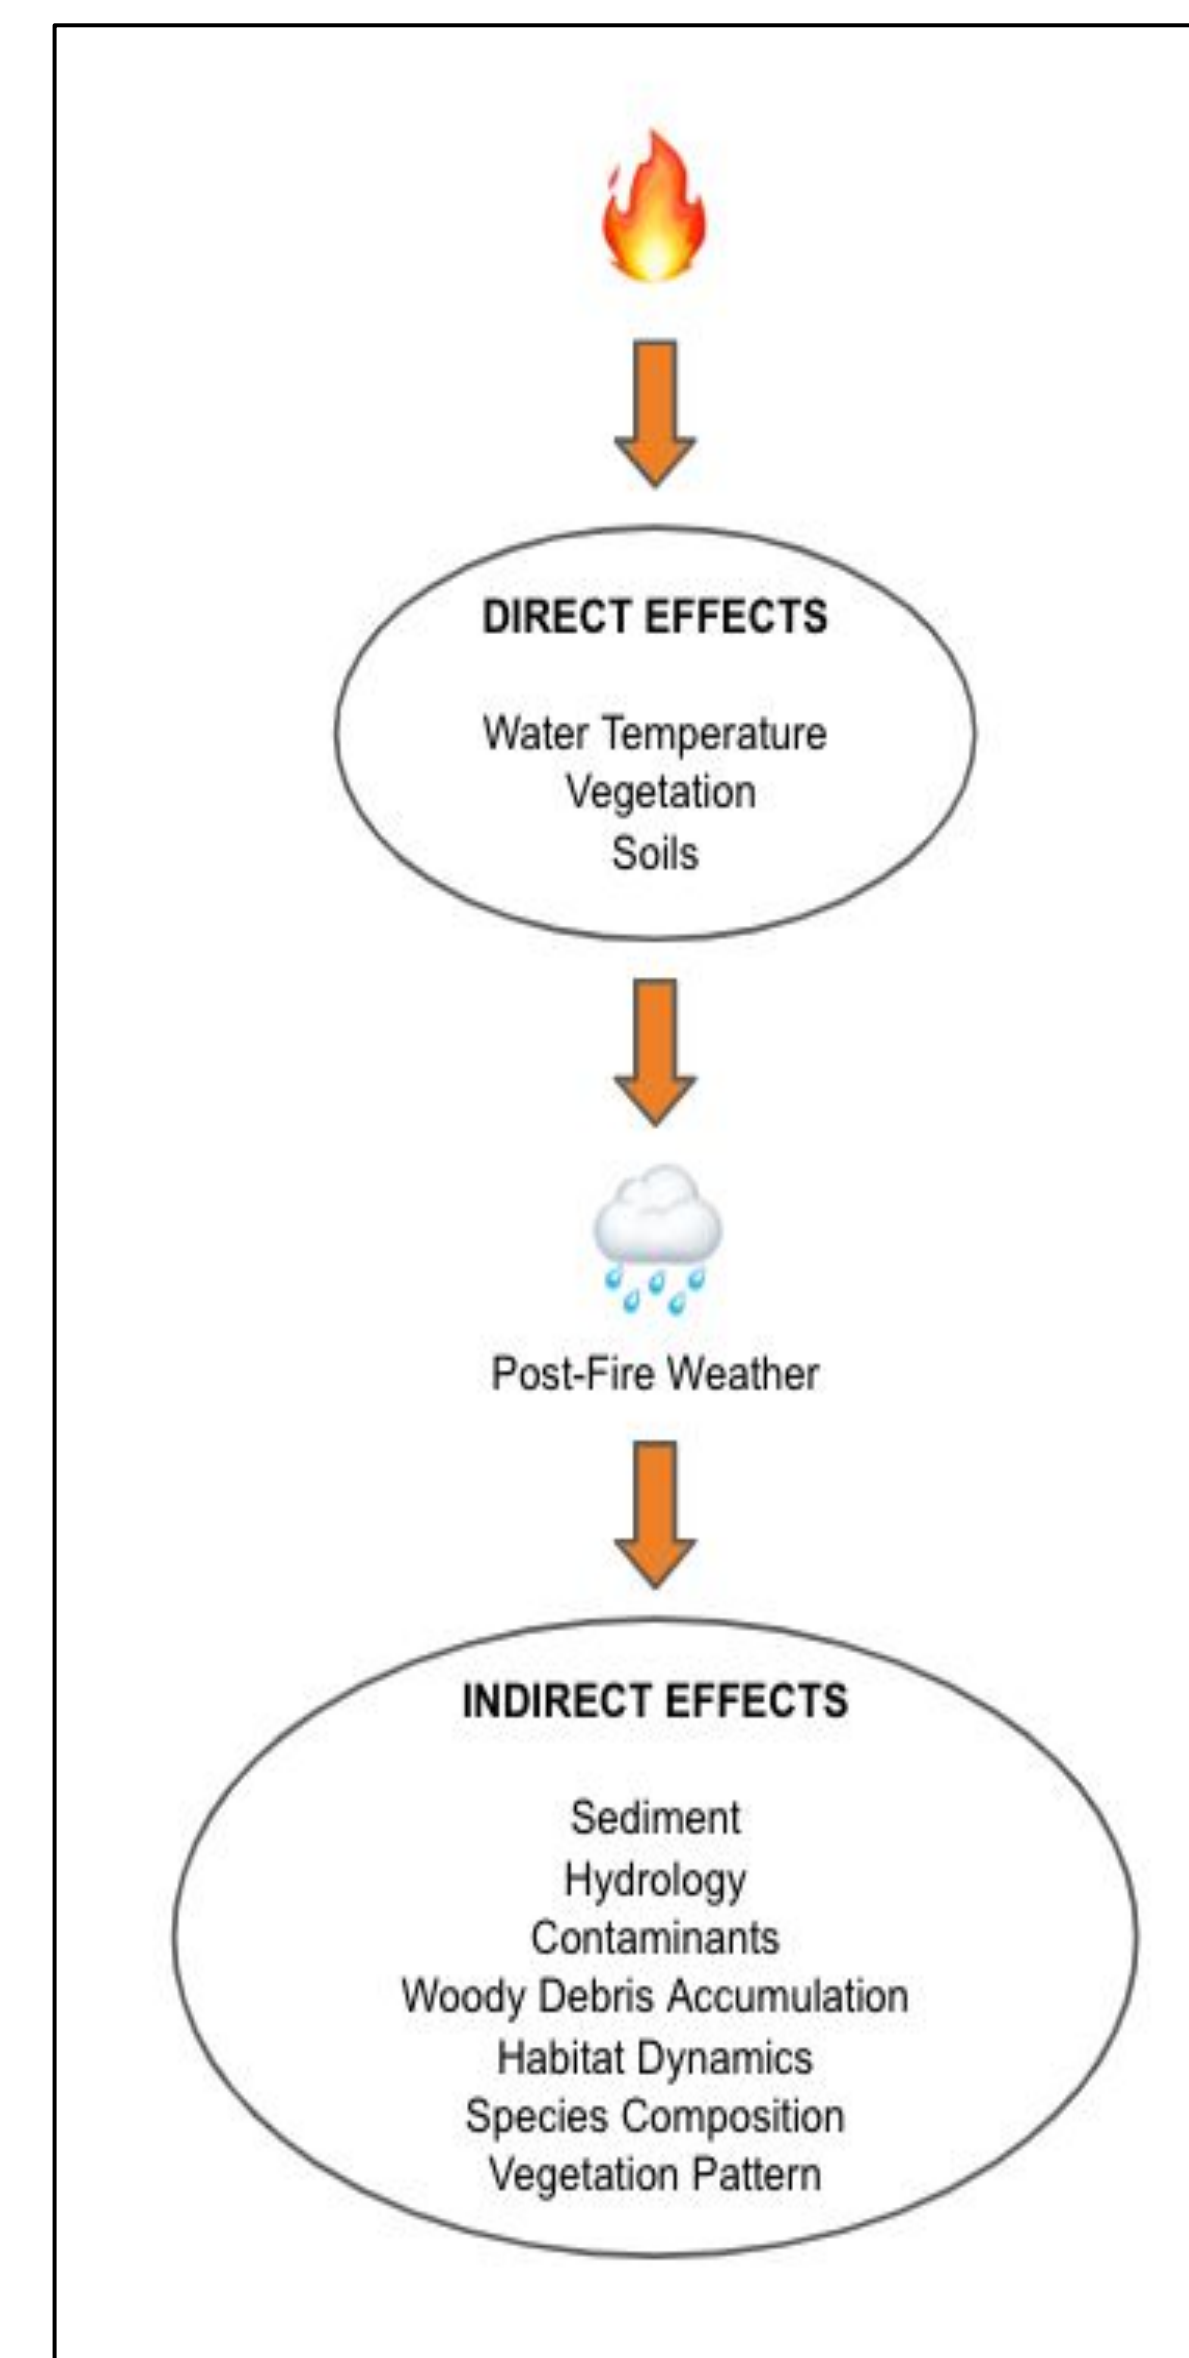 DIRECT EFFECTS
Water Temperature
Vegetation
Soils
Post-Fire Weather
INDIRECT EFFECTS
Sediment
Hydrology
Contaminants
Woody Debris Accumulation
Habitat Dynamics
Species Composition
Vegetation Pattern